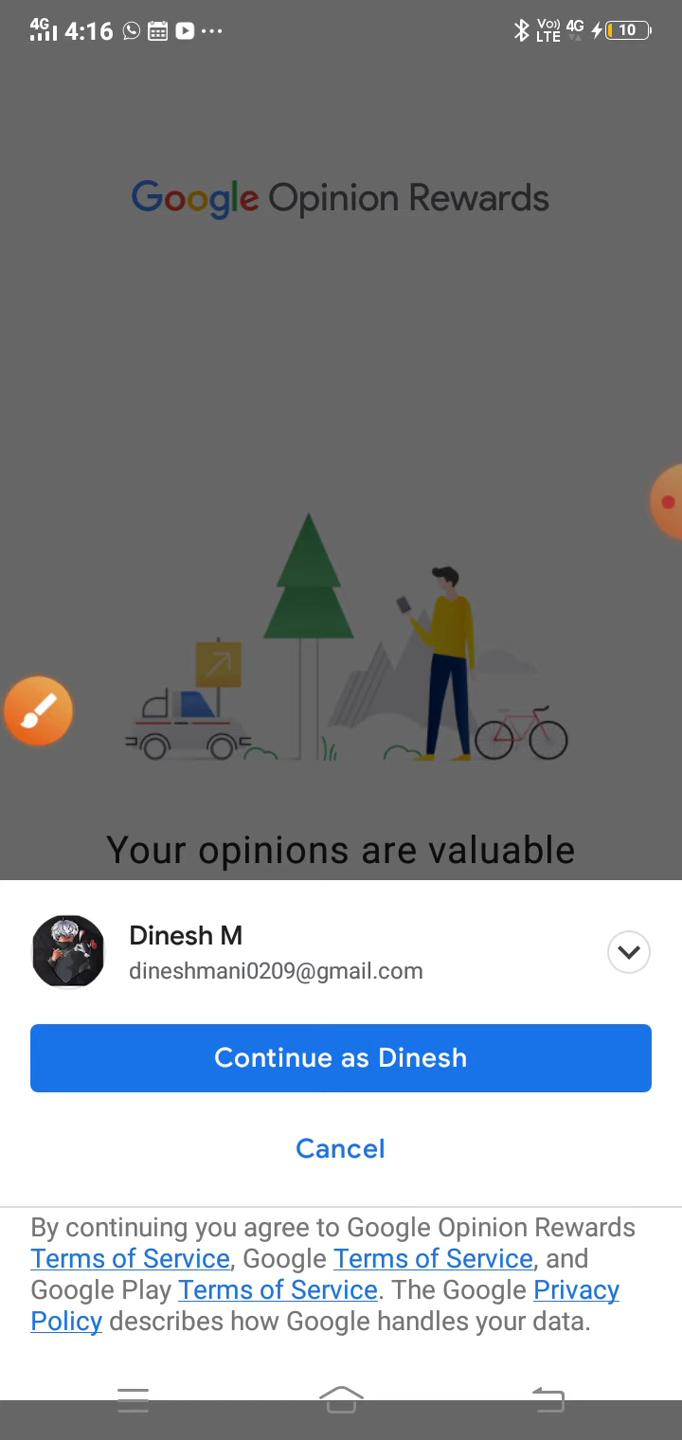 4G 4:16 Vo) LTE 4G 10
Google Opinion Rewards
Your opinions are valuable
Dinesh M
dineshmani0209@gmail.com
Continue as Dinesh
Cancel
By continuing you agree to Google Opinion Rewards
Terms of Service, Google Terms of Service, and
Google Play Terms of Service. The Google Privacy
Policy describes how Google handles your data.